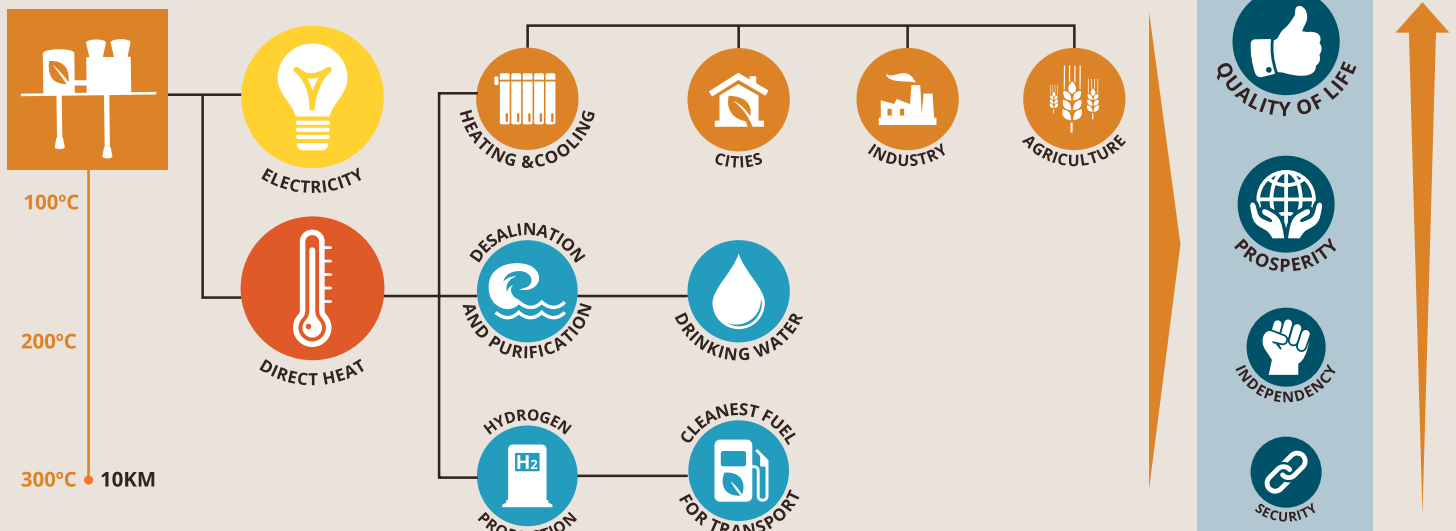 100ºC
200ºC
300ºC
10KM
ELECTRICITY
DIRECT HEAT
HEATING &COOLING
CITIES
INDUSTRY
AGRICULTURE
DESALINATION
AND PURIFICATION
DRINKING WATER
HYDROGEN
PRODUCTION
H2
CLEANEST FUEL
FOR TRANSPORT
QUALITY OF LIFE
PROSPERITY
INDEPENDENCY
SECURITY